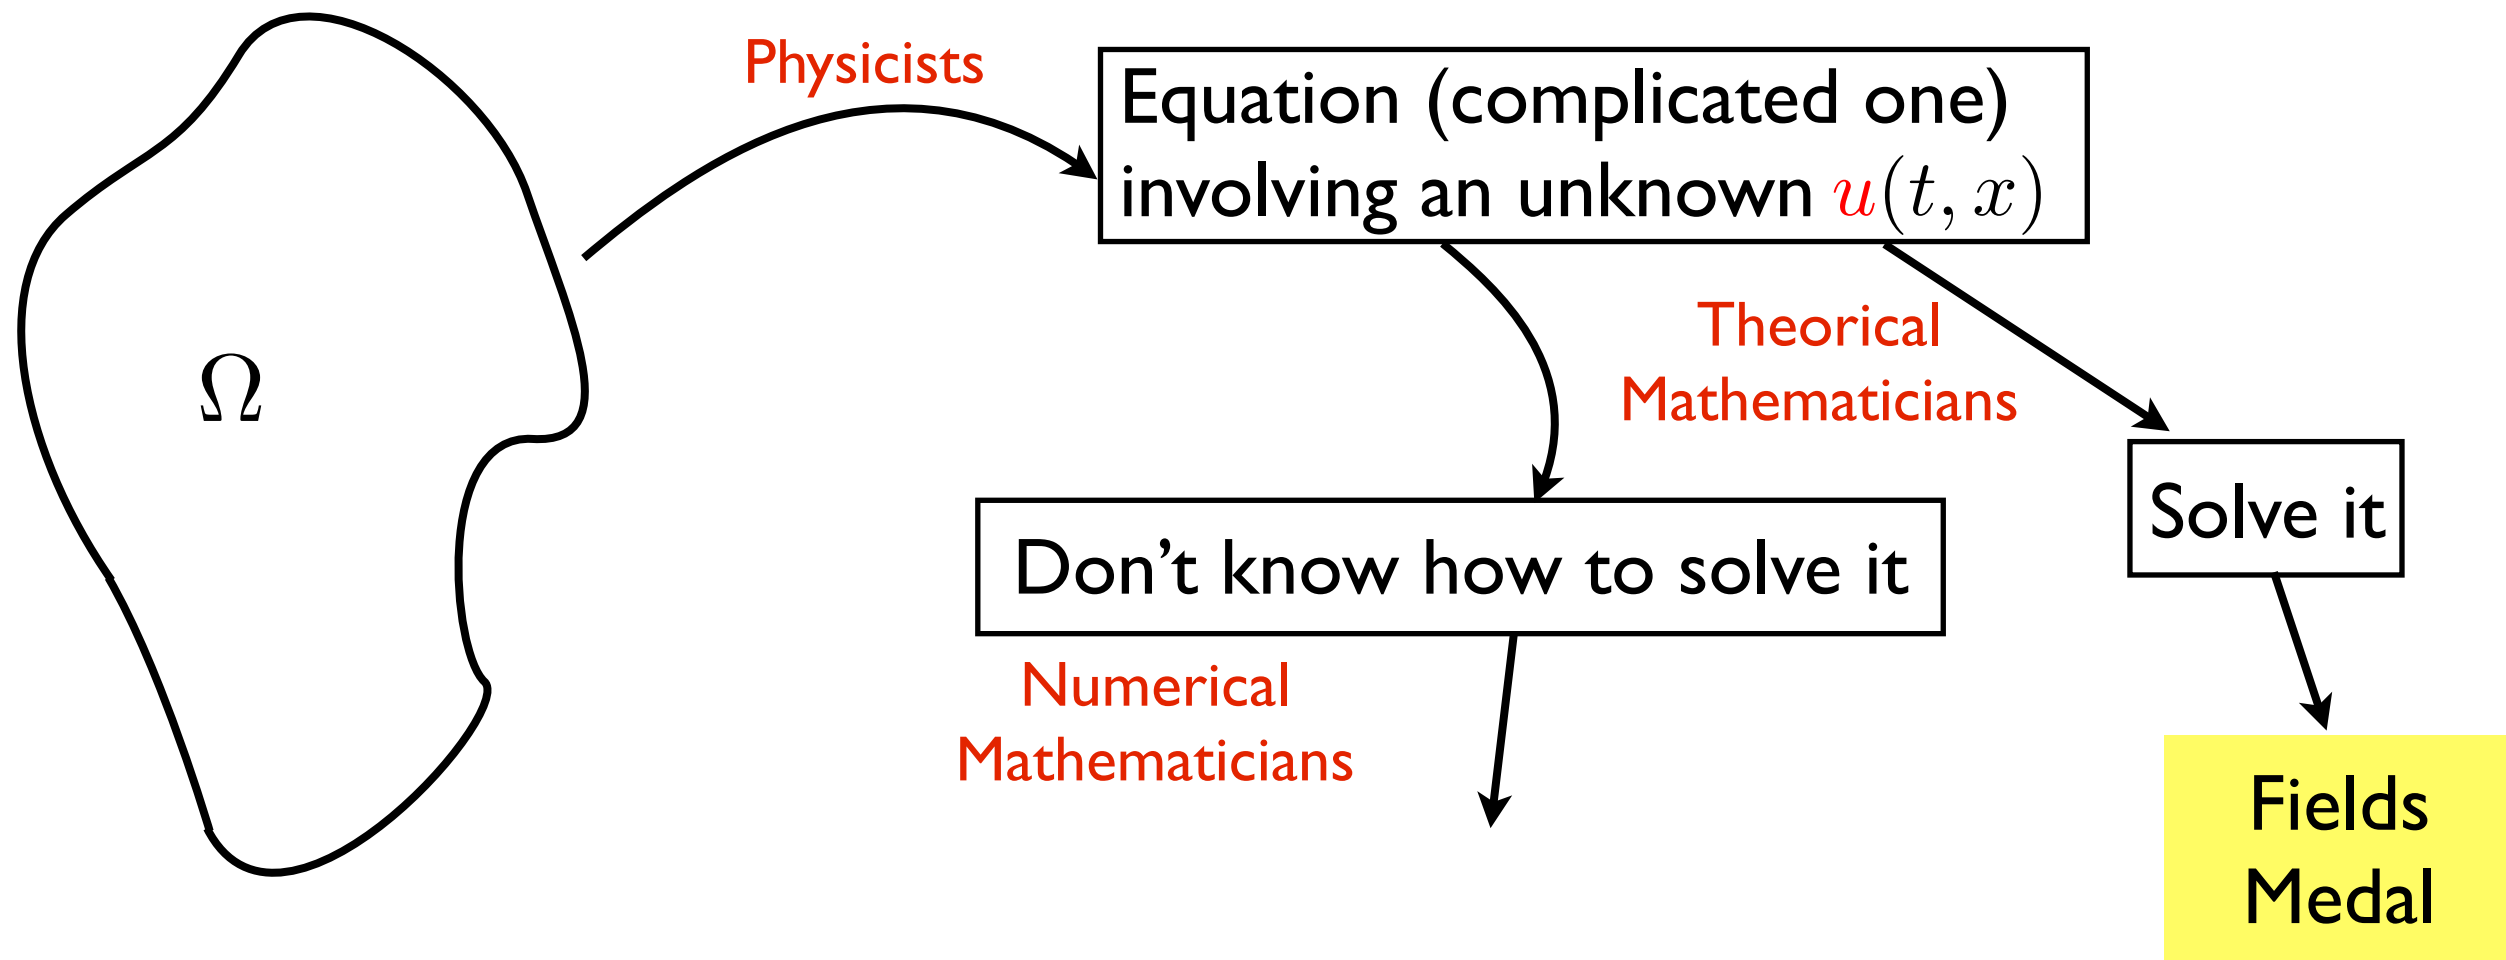 Physicists
Equation (complicated one)
involving an unknown u(t, x)
Ω
Theorical
Mathematicians
Don't know how to solve it
Solve it
Numerical
Mathematicians
Fields
Medal